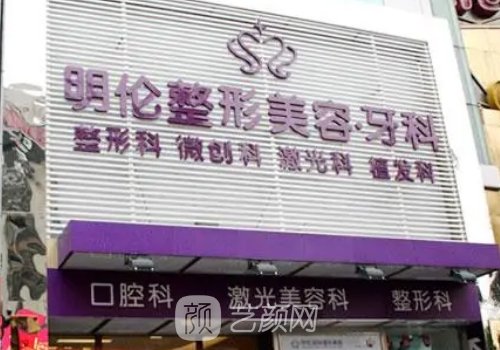 明伦整形美容·牙科
整形科 微创科 激光科 植发科
口腔科 激光美容科 整形科
颜 艺颜网